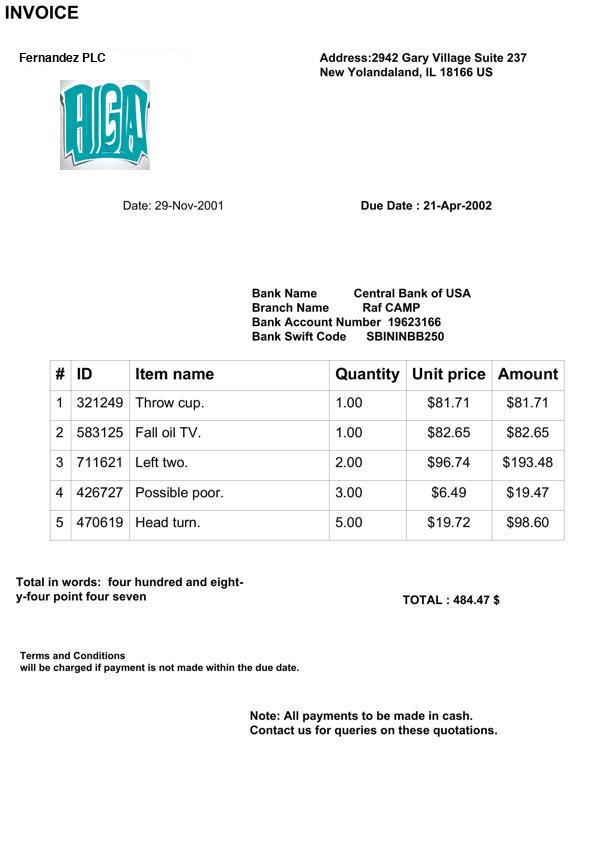 INVOICE
Fernandez PLC
Address:2942 Gary Village Suite 237
New Yolandaland, IL 18166 US
Date: 29-Nov-2001
Due Date : 21-Apr-2002
Bank Name Central Bank of USA
Branch Name Raf CAMP
Bank Account Number 19623166
Bank Swift Code SBININBB250
# ID Item name Quantity Unit price Amount
1 321249 Throw cup. 1.00 $81.71 $81.71
2 583125 Fall oil TV. 1.00 $82.65 $82.65
3 711621 Left two. 2.00 $96.74 $193.48
4 426727 Possible poor. 3.00 $6.49 $19.47
5 470619 Head turn. 5.00 $19.72 $98.60
Total in words: four hundred and eight-
y-four point four seven
TOTAL : 484.47 $
Terms and Conditions
will be charged if payment is not made within the due date.
Note: All payments to be made in cash.
Contact us for queries on these quotations.